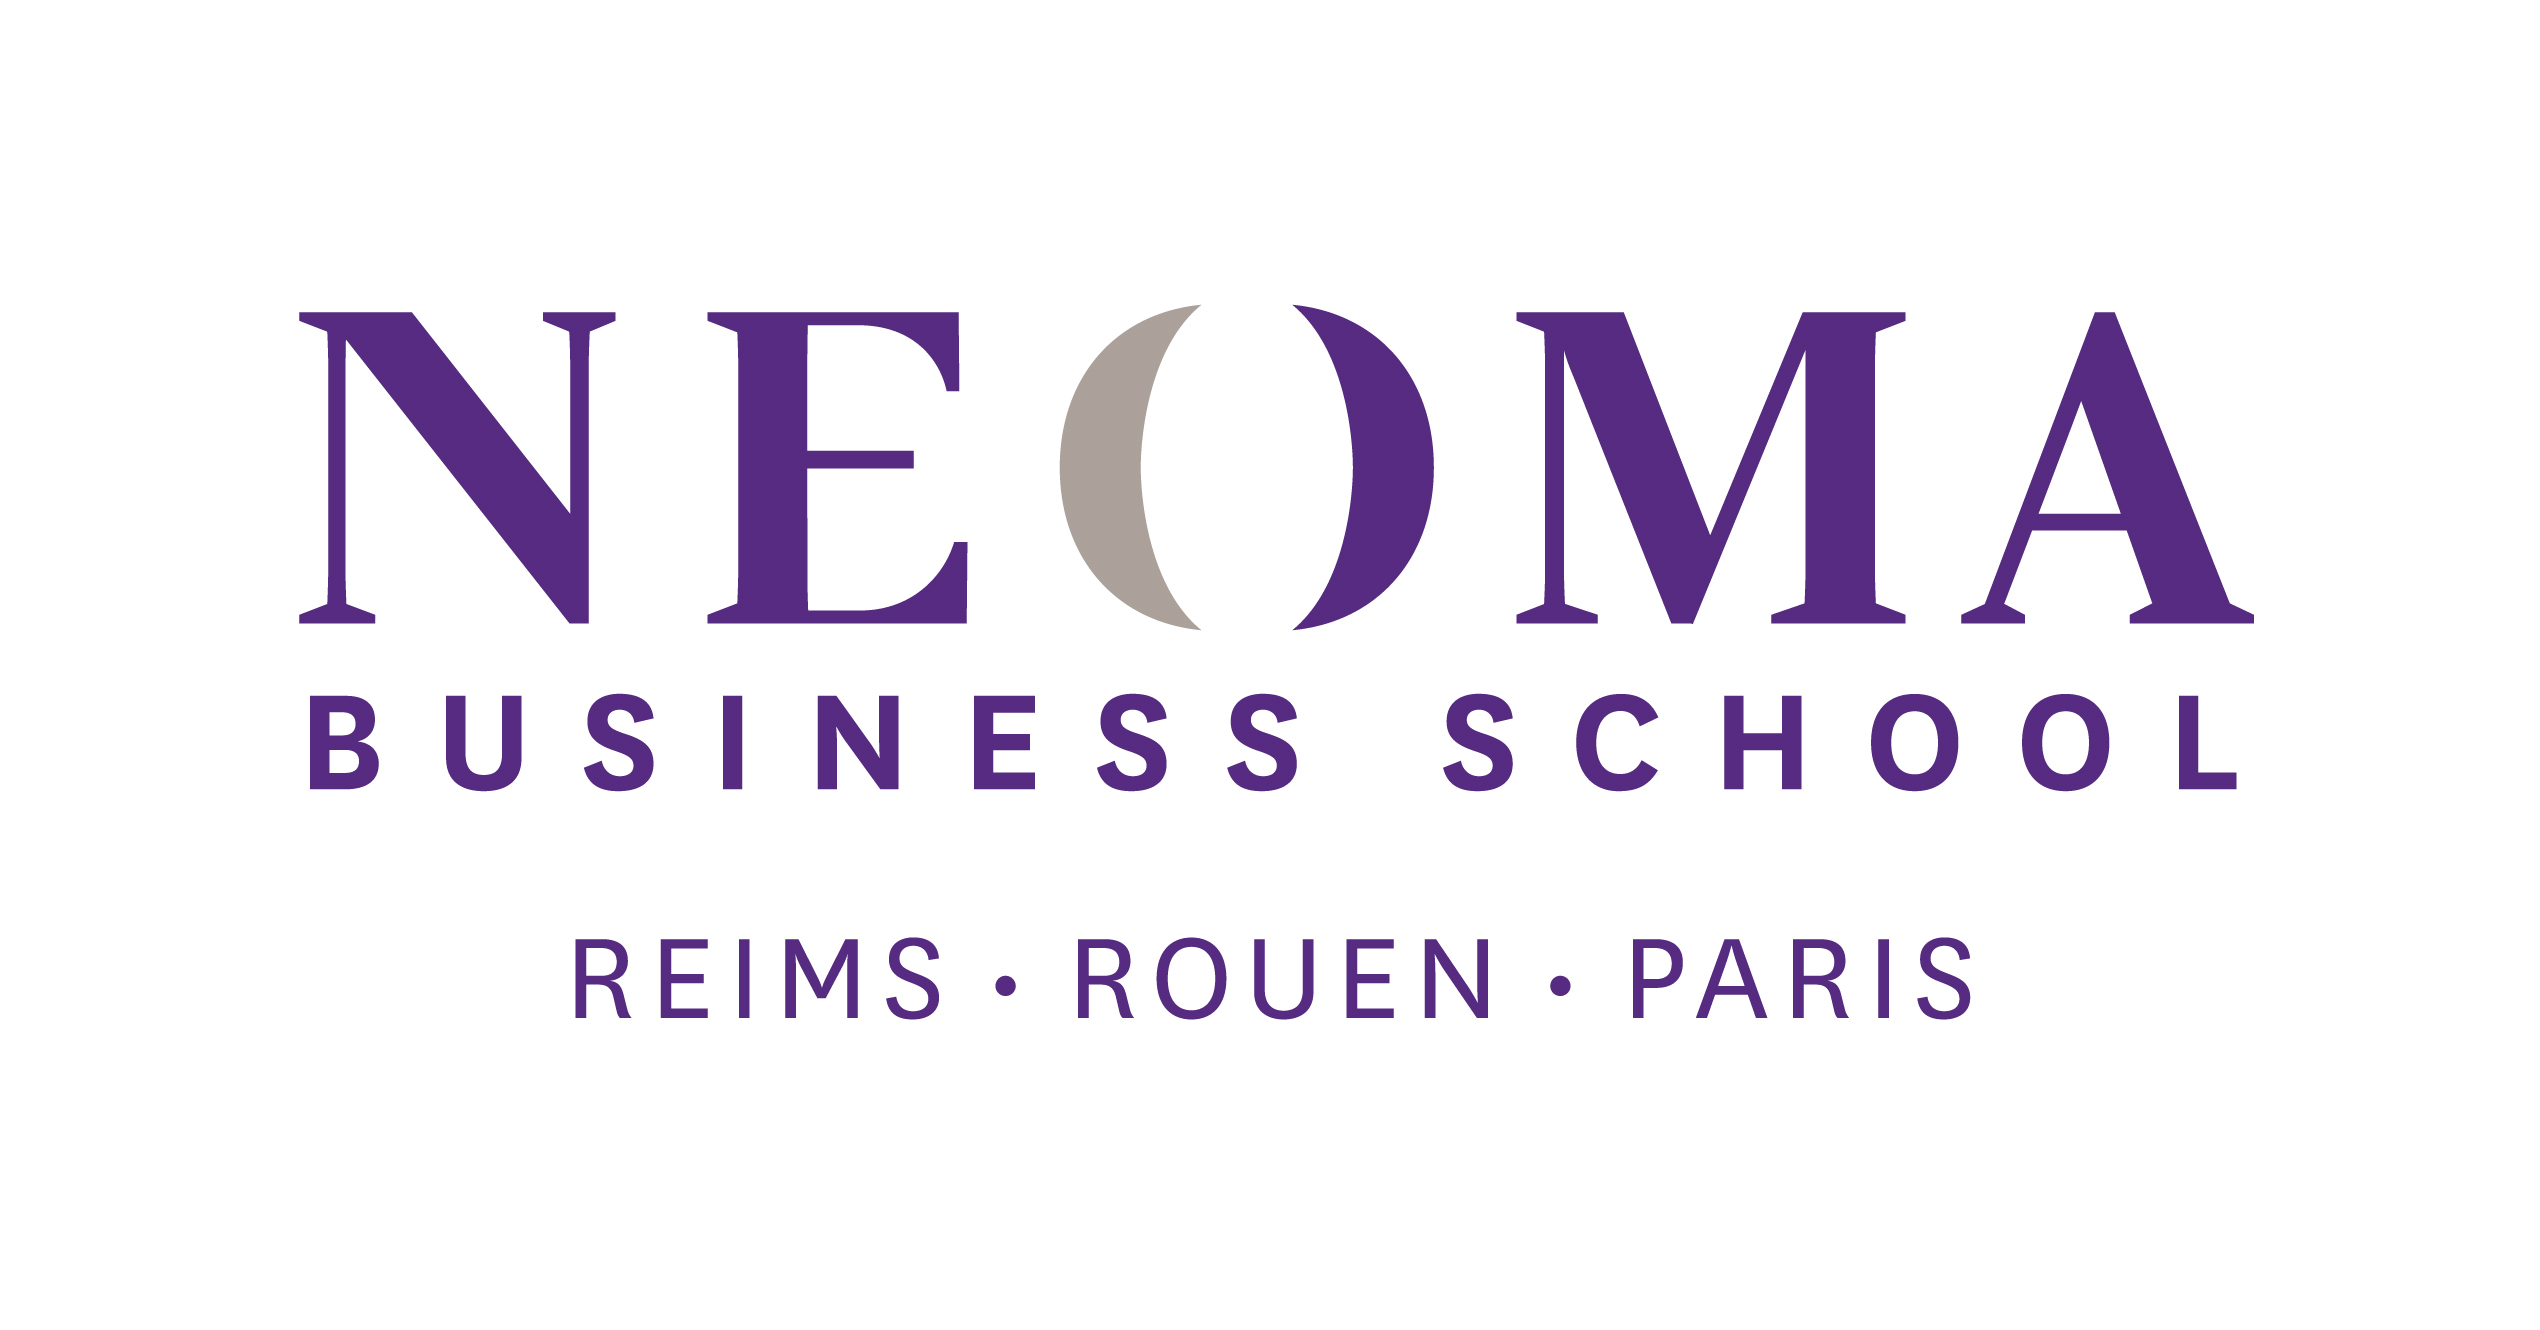 NEOMA
BUSINESS SCHOOL
REIMS • ROUEN • PARIS